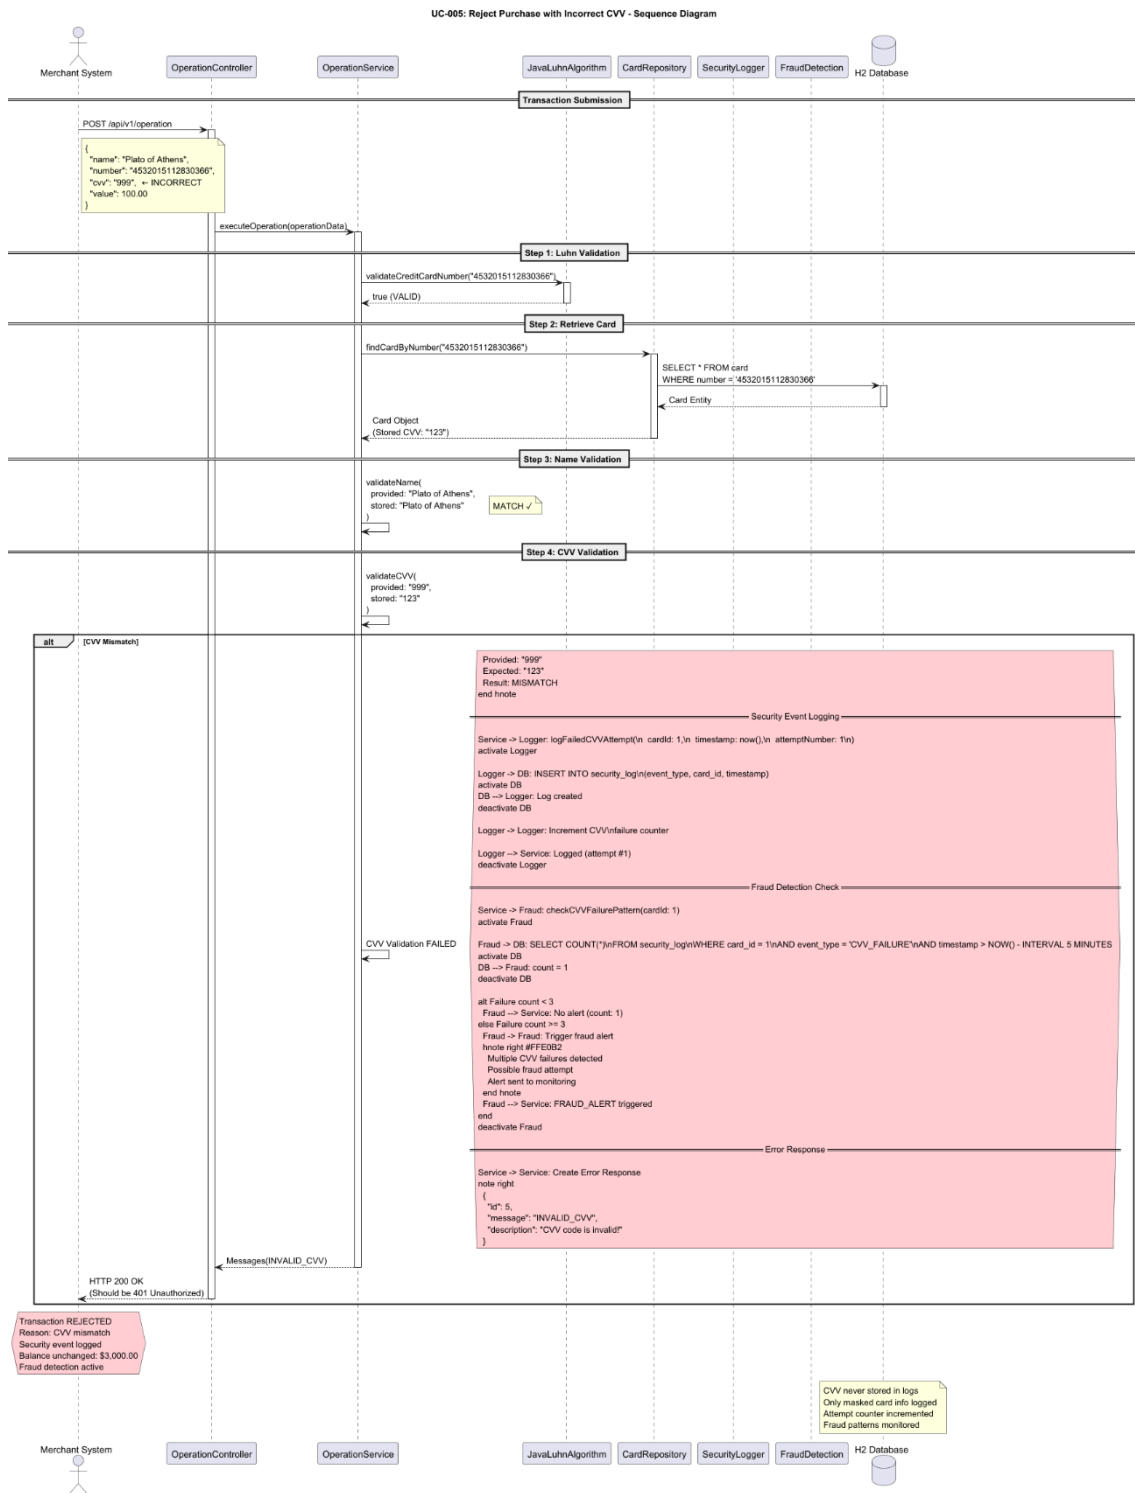 UC-005: Reject Purchase with Incorrect CVV - Sequence Diagram
Merchant System
OperationController
OperationService
JavaLuhnAlgorithm
CardRepository
SecurityLogger
FraudDetection
H2 Database
Transaction Submission
POST /api/v1/operation
{
"name": "Plato of Athens",
"number": "4532015112830366",
"cvv": "999", ← INCORRECT
"value": 100.00
}
executeOperation(operationData)
Step 1: Luhn Validation
validateCreditCardNumber("4532015112830366")
true (VALID)
Step 2: Retrieve Card
findCardByNumber("4532015112830366")
SELECT * FROM card
WHERE number = '4532015112830366'
Card Entity
Card Object
(Stored CVV: "123")
Step 3: Name Validation
validateName(
provided: "Plato of Athens",
stored: "Plato of Athens"
)
MATCH ✓
Step 4: CVV Validation
validateCVV(
provided: "999",
stored: "123"
)
alt
[CVV Mismatch]
Provided: "999"
Expected: "123"
Result: MISMATCH
end hnote
Security Event Logging
Service -> Logger: logFailedCVVAttempt(\n  cardId: 1,\n  timestamp: now(),\n  attemptNumber: 1\n)
activate Logger
Logger -> DB: INSERT INTO security_log\n(event_type, card_id, timestamp)
activate DB
DB --> Logger: Log created
deactivate DB
Logger -> Logger: Increment CVV\nfailure counter
Logger --> Service: Logged (attempt #1)
deactivate Logger
Fraud Detection Check
Service -> Fraud: checkCVVFailurePattern(cardId: 1)
activate Fraud
CVV Validation FAILED
Fraud -> DB: SELECT COUNT(*)\nFROM security_log\nWHERE card_id = 1\nAND event_type = 'CVV_FAILURE'\nAND timestamp > NOW() - INTERVAL 5 MINUTES
activate DB
DB --> Fraud: count = 1
deactivate DB
alt Failure count < 3
Fraud --> Service: No alert (count: 1)
else Failure count >= 3
Fraud -> Fraud: Trigger fraud alert
hnote right #FFE0B2
Multiple CVV failures detected
Possible fraud attempt
Alert sent to monitoring
end hnote
Fraud --> Service: FRAUD_ALERT triggered
end
deactivate Fraud
Error Response
Service -> Service: Create Error Response
note right
{
"id": 5,
"message": "INVALID_CVV",
"description": "CVV code is invalid!"
}
Messages(INVALID_CVV)
HTTP 200 OK
(Should be 401 Unauthorized)
Transaction REJECTED
Reason: CVV mismatch
Security event logged
Balance unchanged: $3,000.00
Fraud detection active
CVV never stored in logs
Only masked card info logged
Attempt counter incremented
Fraud patterns monitored
Merchant System
OperationController
OperationService
JavaLuhnAlgorithm
CardRepository
SecurityLogger
FraudDetection
H2 Database